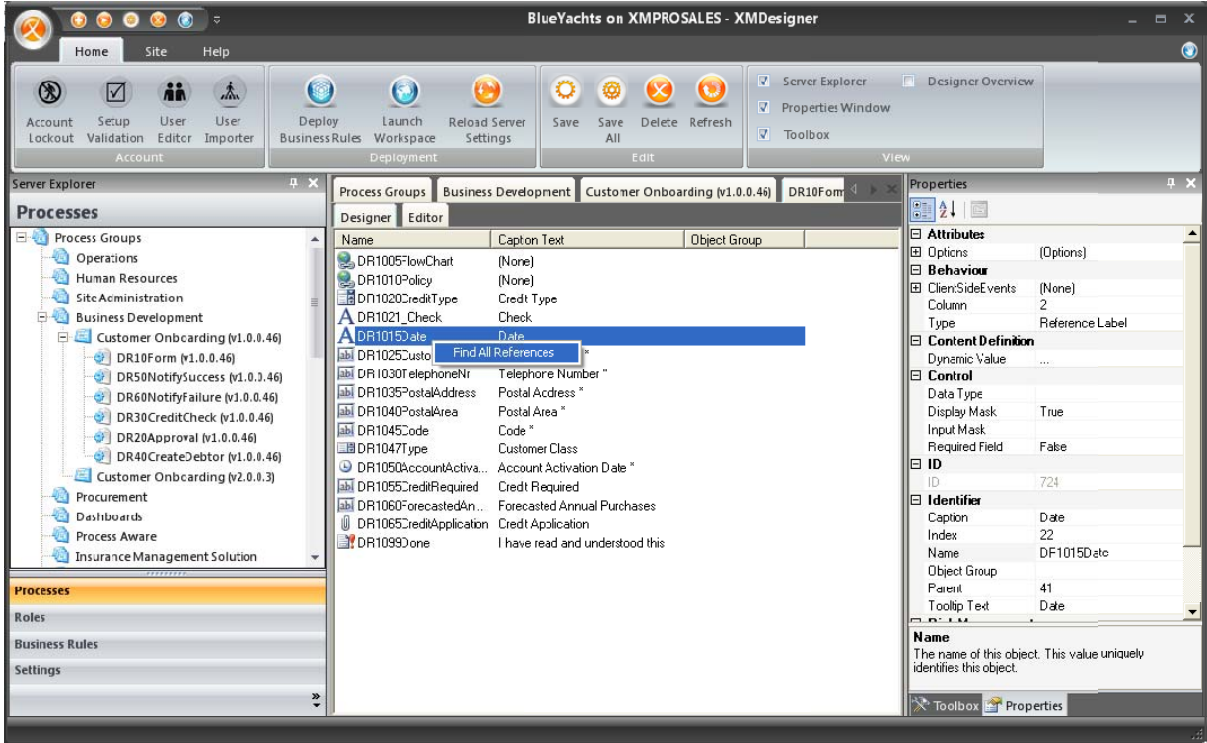 BlueYachts on XMPROSALES - XMDesigner
Home Site Help
Account Lockout
Setup Validation
User Editor
User Importer
Account
Deploy Business Rules
Launch Workspace
Reload Server Settings
Deployment
Save
Save All
Delete
Refresh
Edit
Server Explorer
Designer Overview
Properties Window
Toolbox
View
Server Explorer
Processes
Process Groups
Operations
Human Resources
Site Administration
Business Development
Customer Onboarding (v1.0.0.46)
DR10Form (v1.0.0.46)
DR50NotifySuccess (v1.0.0.46)
DR60NotifyFailure (v1.0.0.46)
DR30CreditCheck (v1.0.0.46)
DR20Approval (v1.0.0.46)
DR40CreateDebtor (v1.0.0.46)
Customer Onboarding (v2.0.0.3)
Procurement
Dashboards
Process Aware
Insurance Management Solution
Processes
Roles
Business Rules
Settings
Process Groups Business Development Customer Onboarding (v1.0.0.46) DR10Form
Designer Editor
Name Caption Text Object Group
DR1005FlowChart (None)
DR1010Policy (None)
DR1020CreditType Credit Type
DR1021_Check Check
DR1015Date Date
DR1025Custo *
Find All References
DR1030TelephoneNr Telephone Number *
DR1035PostalAddress Postal Address *
DR1040PostalArea Postal Area *
DR1045Code Code *
DR1047Type Customer Class
DR1050AccountActiva... Account Activation Date *
DR1055CreditRequired Credit Required
DR1060ForecastedAn... Forecasted Annual Purchases
DR1065CreditApplication Credit Application
DR1099Done I have read and understood this
Properties
Attributes
Options (Options)
Behaviour
ClientSideEvents (None)
Column 2
Type Reference Label
Content Definition
Dynamic Value ...
Control
Data Type
Display Mask True
Input Mask
Required Field False
ID
ID 724
Identifier
Caption Date
Index 22
Name DF1015Date
Object Group
Parent 41
Tooltip Text Date
Name
The name of this object. This value uniquely
identifies this object.
Toolbox Properties